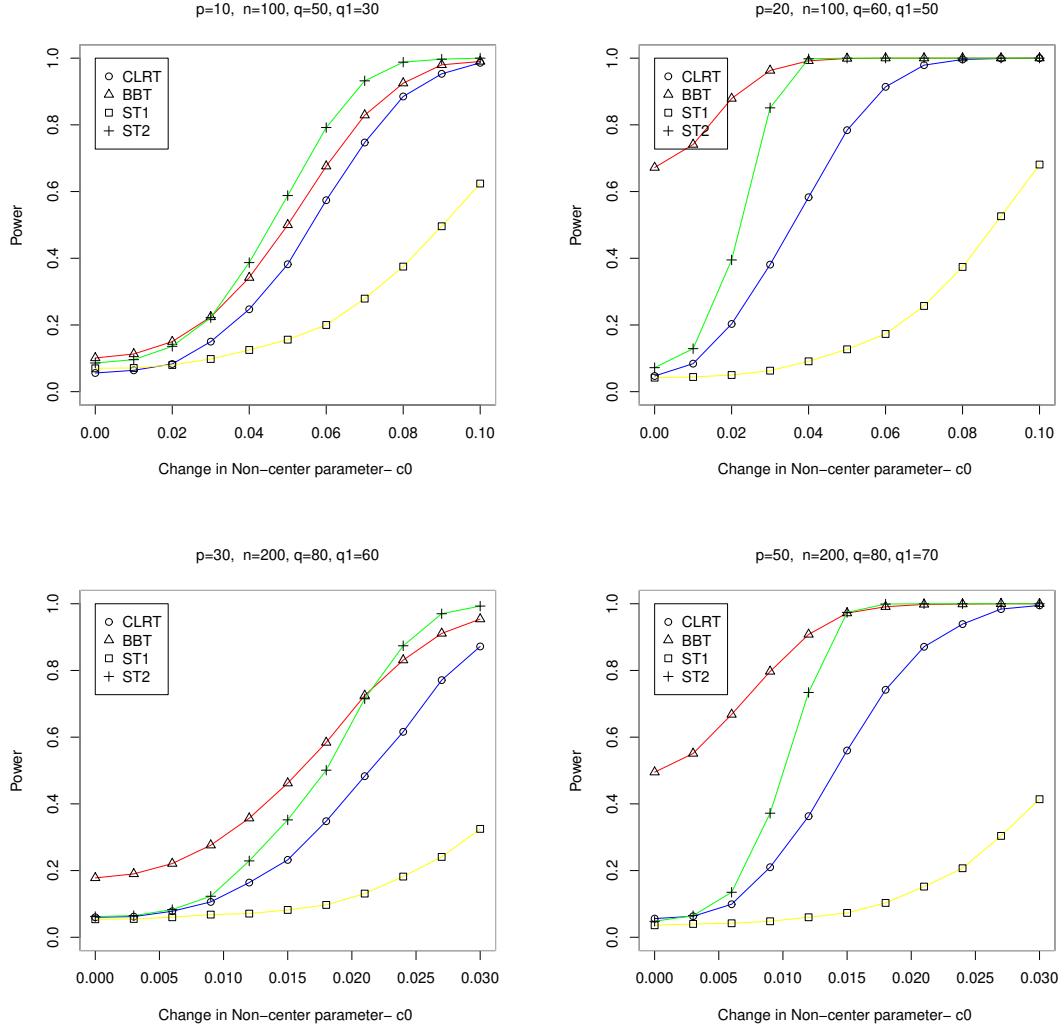 p=10, n=100, q=50, q1=30
CLRT
BBT
ST1
ST2
Power
0.0 0.2 0.4 0.6 0.8 1.0
0.00 0.02 0.04 0.06 0.08 0.10
Change in Non−center parameter− c0
p=20, n=100, q=60, q1=50
CLRT
BBT
ST1
ST2
Power
0.0 0.2 0.4 0.6 0.8 1.0
0.00 0.02 0.04 0.06 0.08 0.10
Change in Non−center parameter− c0
p=30, n=200, q=80, q1=60
CLRT
BBT
ST1
ST2
Power
0.0 0.2 0.4 0.6 0.8 1.0
0.000 0.005 0.010 0.015 0.020 0.025 0.030
Change in Non−center parameter− c0
p=50, n=200, q=80, q1=70
CLRT
BBT
ST1
ST2
Power
0.0 0.2 0.4 0.6 0.8 1.0
0.000 0.005 0.010 0.015 0.020 0.025 0.030
Change in Non−center parameter− c0